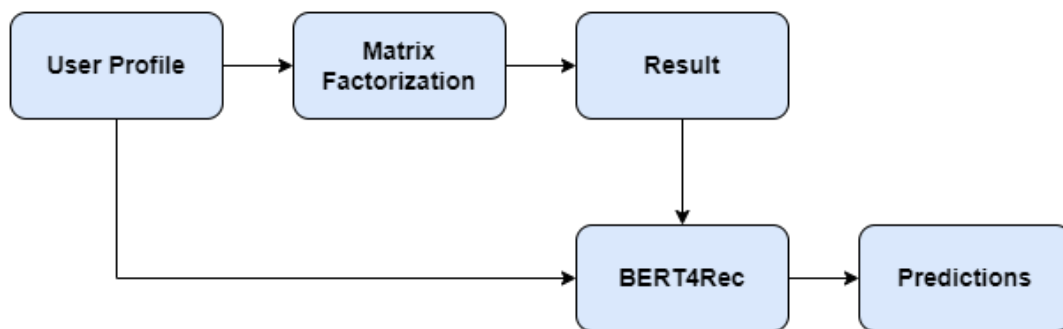 User Profile
Matrix
Factorization
Result
BERT4Rec
Predictions